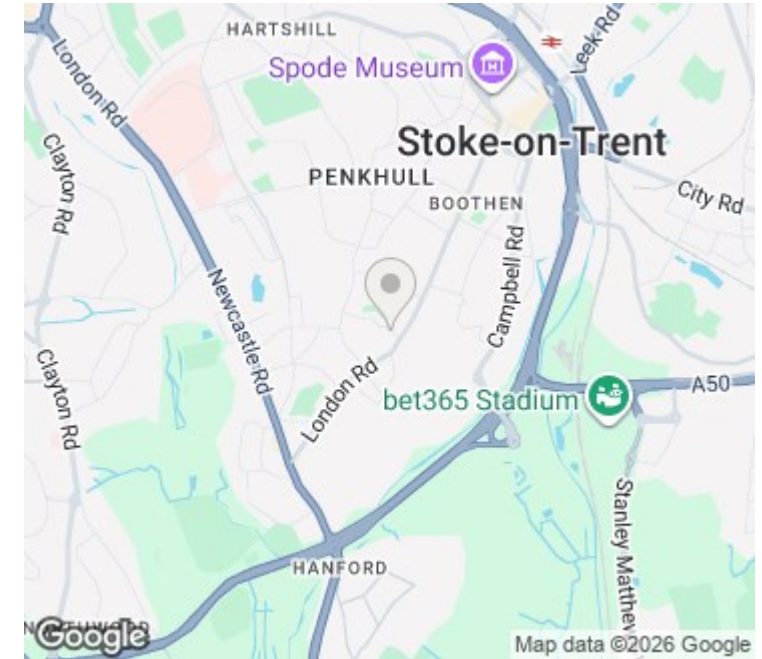 HARTSHILL
Leek Rd
London Rd
Spode Museum
Stoke-on-Trent
Clayton Rd
PENKHULL
City Rd
BOOTHEN
Campbell Rd
Newcastle Rd
Clayton Rd
London Rd
A50
bet365 Stadium
Stanley Matthew
HANFORD
Google
Map data ©2026 Google